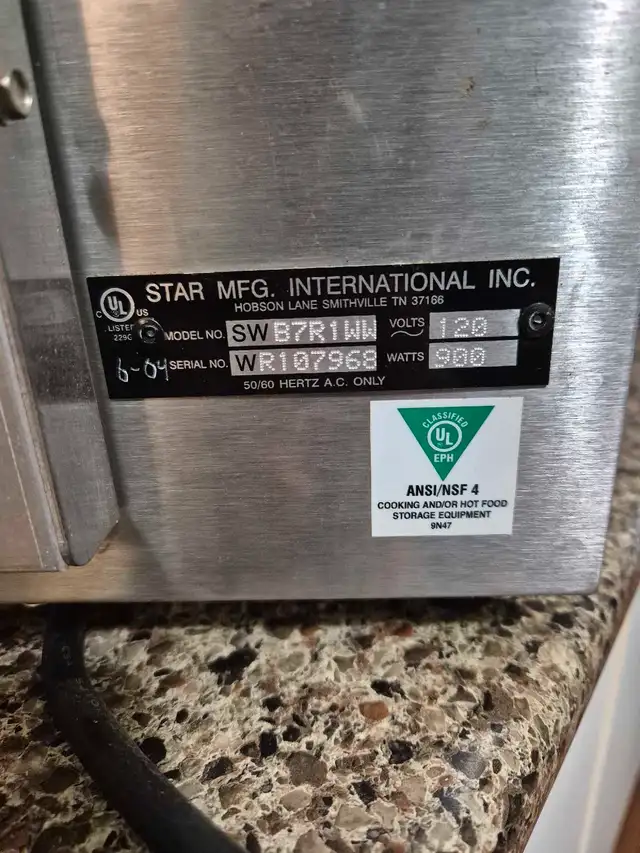 STAR MFG. INTERNATIONAL INC.
HOBSON LANE SMITHVILLE TN 37166
C UL US
LISTED
229C
MODEL NO. SW B7R1WW VOLTS 120
6-04 SERIAL NO. WR107968 WATTS 900
50/60 HERTZ A.C. ONLY
CLASSIFIED
UL
EPH
ANSI/NSF 4
COOKING AND/OR HOT FOOD
STORAGE EQUIPMENT
9N47